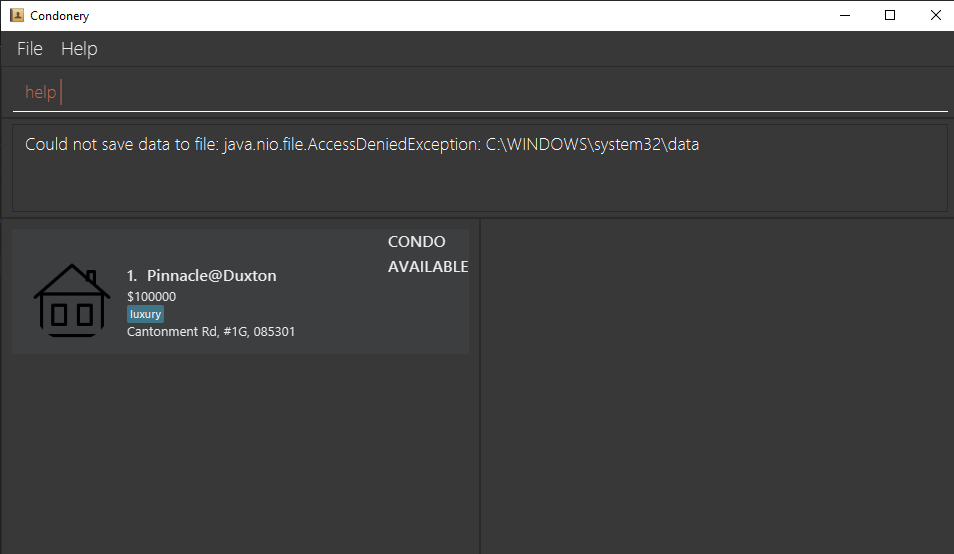 Condonery
File Help
help
Could not save data to file: java.nio.file.AccessDeniedException: C:\WINDOWS\system32\data
CONDO
AVAILABLE
1. Pinnacle@Duxton
$100000
luxury
Cantonment Rd, #1G, 085301